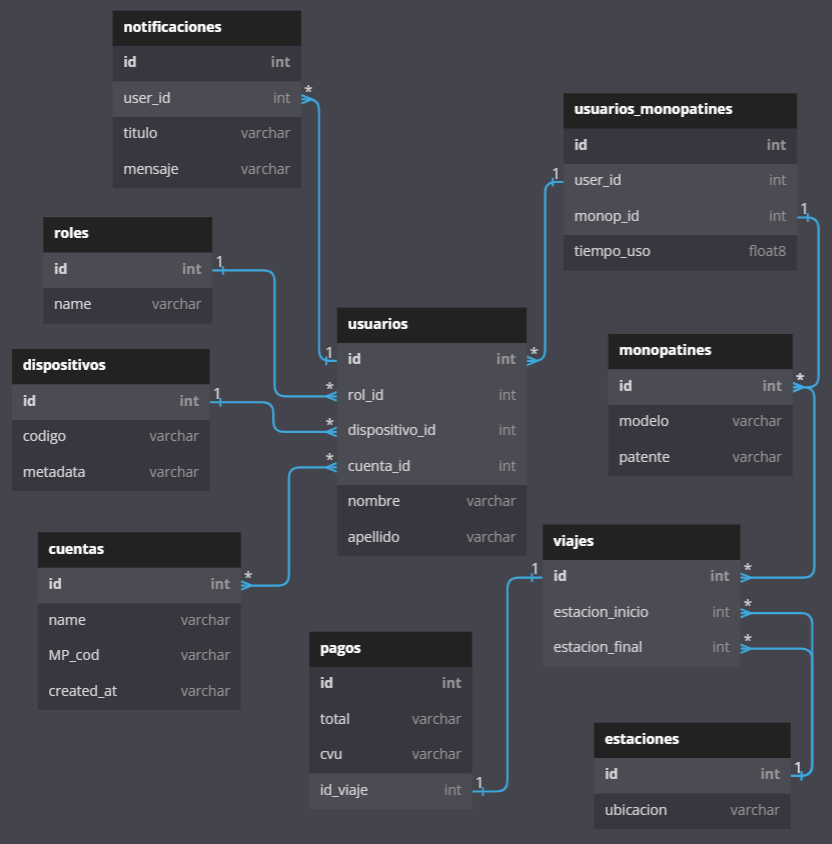 notificaciones
id int
user_id int
titulo varchar
mensaje varchar
*
usuarios_monopatines
id int
user_id int
monop_id int
tiempo_uso float8
1
1
roles
id int
name varchar
1
dispositivos
id int
codigo varchar
metadata varchar
1
usuarios
id int
rol_id int
dispositivo_id int
cuenta_id int
nombre varchar
apellido varchar
1
*
*
*
*
monopatines
id int
modelo varchar
patente varchar
*
cuentas
id int
name varchar
MP_cod varchar
created_at varchar
*
viajes
id int
estacion_inicio int
estacion_final int
1
*
*
*
pagos
id int
total varchar
cvu varchar
id_viaje int
1
estaciones
id int
ubicacion varchar
1